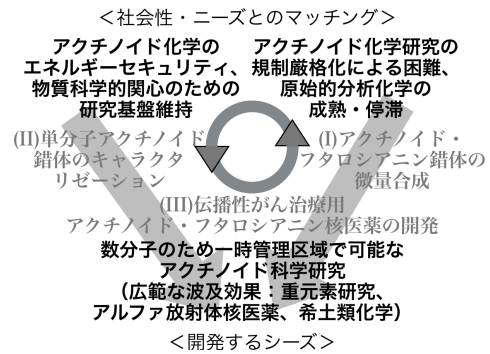 ＜社会性・ニーズとのマッチング＞
アクチノイド化学の
エネルギーセキュリティ、
物質科学的関心のための
研究基盤維持
アクチノイド化学研究の
規制厳格化による困難、
原始的分析化学の
成熟・停滞
(II)単分子アクチノイド
錯体のキャラクタ
リゼーション
(I)アクチノイド・
フタロシアニン錯体の
微量合成
(III)伝播性がん治療用
アクチノイド・フタロシアニン核医薬の開発
数分子のため一時管理区域で可能な
アクチノイド科学研究
（広範な波及効果：重元素研究、
アルファ放射体核医薬、希土類化学）
＜開発するシーズ＞